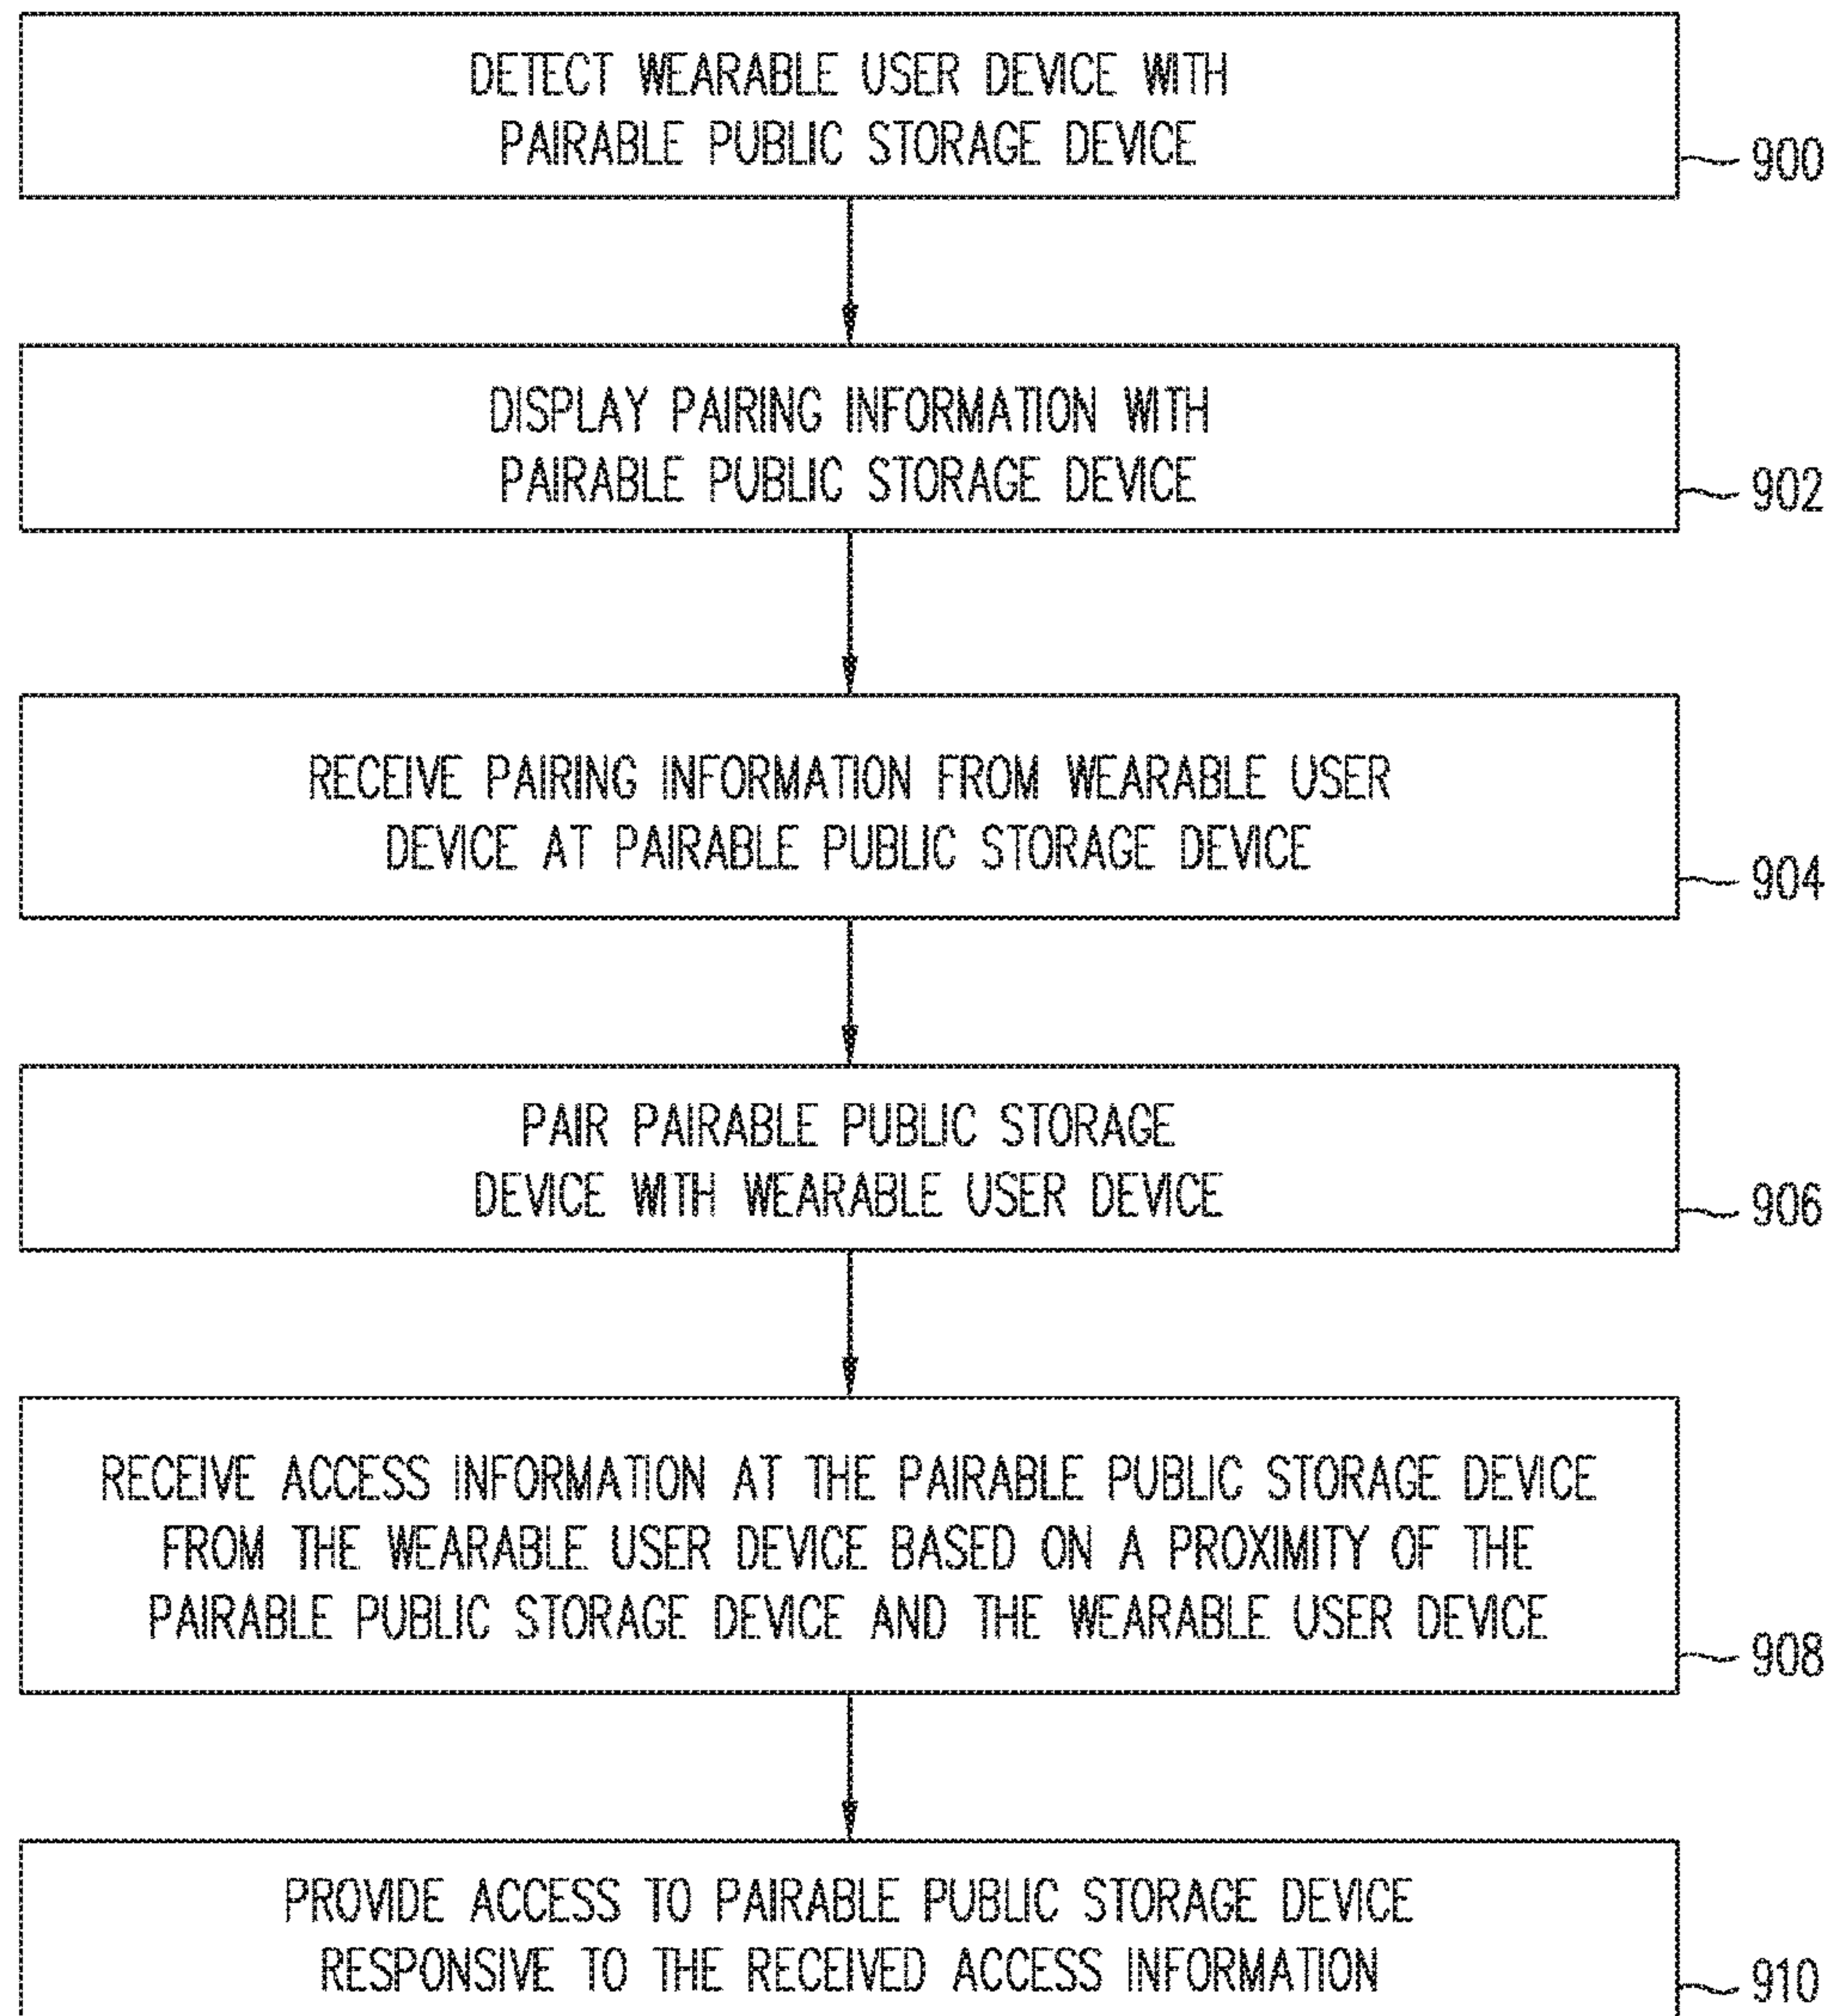 DETECT WEARABLE USER DEVICE WITH
PAIRABLE PUBLIC STORAGE DEVICE
900
DISPLAY PAIRING INFORMATION WITH
PAIRABLE PUBLIC STORAGE DEVICE
902
RECEIVE PAIRING INFORMATION FROM WEARABLE USER
DEVICE AT PAIRABLE PUBLIC STORAGE DEVICE
904
PAIR PAIRABLE PUBLIC STORAGE
DEVICE WITH WEARABLE USER DEVICE
906
RECEIVE ACCESS INFORMATION AT THE PAIRABLE PUBLIC STORAGE DEVICE
FROM THE WEARABLE USER DEVICE BASED ON A PROXIMITY OF THE
PAIRABLE PUBLIC STORAGE DEVICE AND THE WEARABLE USER DEVICE
908
PROVIDE ACCESS TO PAIRABLE PUBLIC STORAGE DEVICE
RESPONSIVE TO THE RECEIVED ACCESS INFORMATION
910